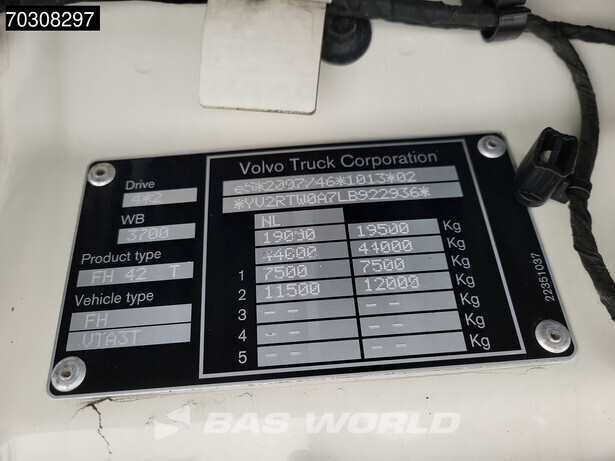 70308297
Volvo Truck Corporation
e5*2007/46*1013*02
*YV2RTW0A7LB922936*
Drive
4*2
WB
3700
Product type
FH 42 T
Vehicle type
FH
VTA3T
NL
19000 19500 Kg
44000 44000 Kg
1 7500 7500 Kg
2 11500 12000 Kg
3 -- -- Kg
4 -- -- Kg
5 -- -- Kg
22351037
BAS WORLD